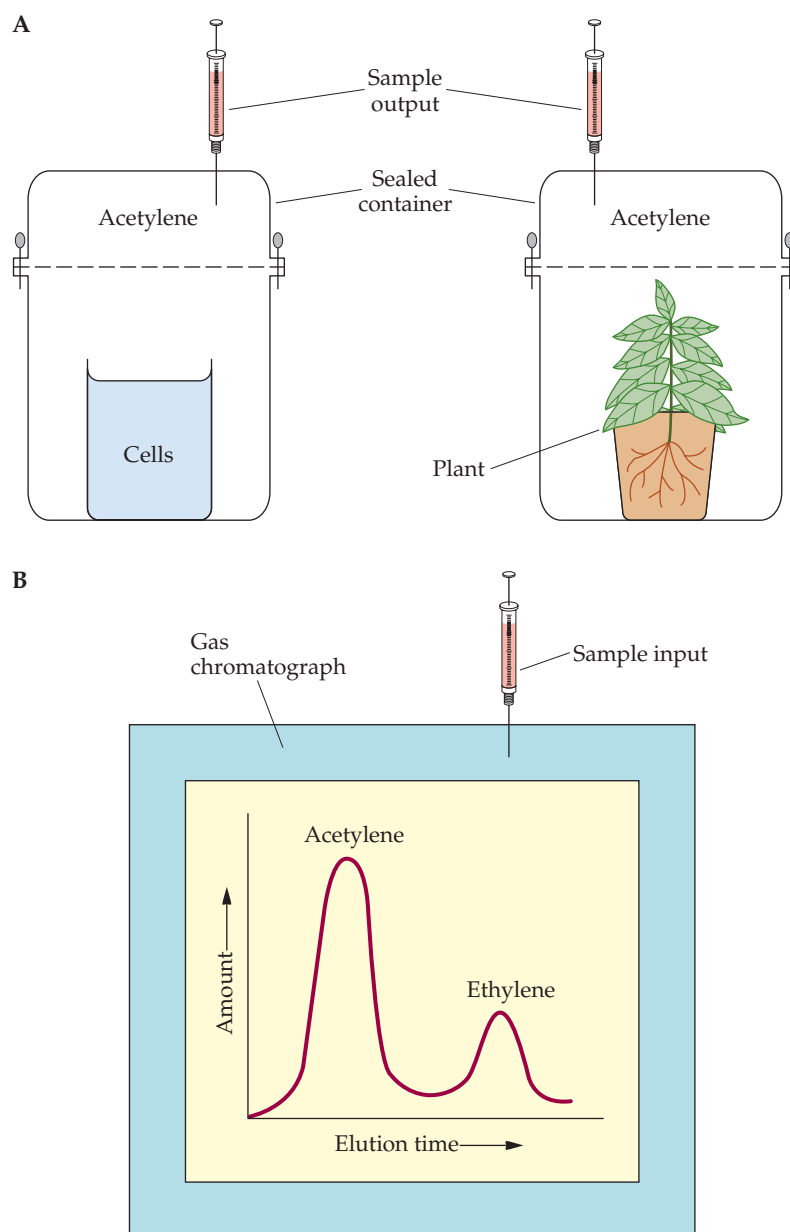 A
Sample
output
Sealed
container
Acetylene
Acetylene
Cells
Plant
B
Gas
chromatograph
Sample input
Acetylene
Ethylene
Amount
Elution time